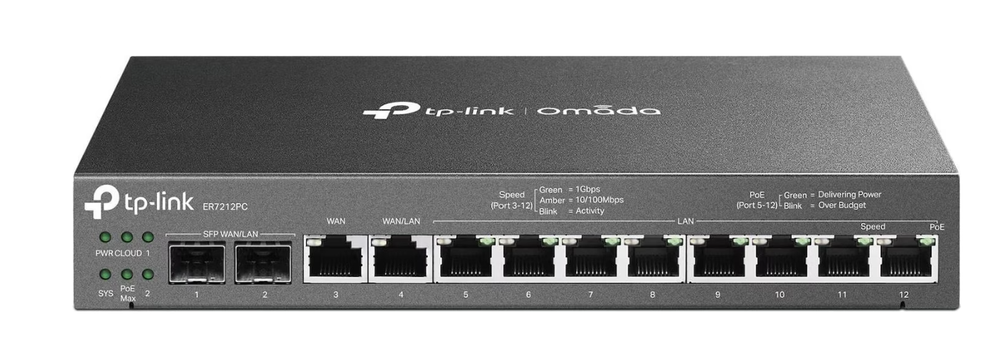 tp-link | omada
tp-link ER7212PC
Speed
(Port 3-12)
Green = 1Gbps
Amber = 10/100Mbps
Blink = Activity
PoE
(Port 5-12)
Green = Delivering Power
Blink = Over Budget
WAN
WAN/LAN
LAN
Speed
PoE
SFP WAN/LAN
PWR CLOUD 1
SYS PoE Max 2
1 2 3 4 5 6 7 8 9 10 11 12